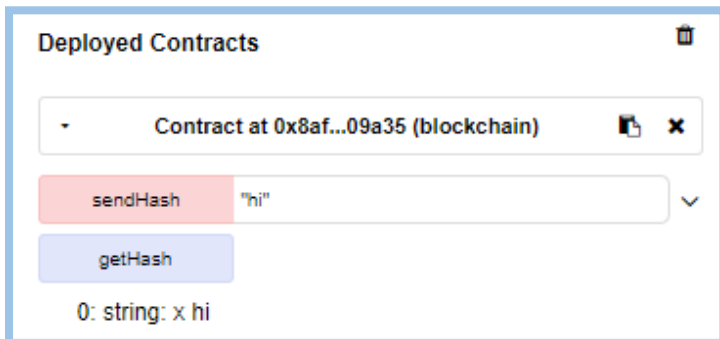 Deployed Contracts
Contract at 0x8af...09a35 (blockchain)
sendHash "hi"
getHash
0: string: x hi